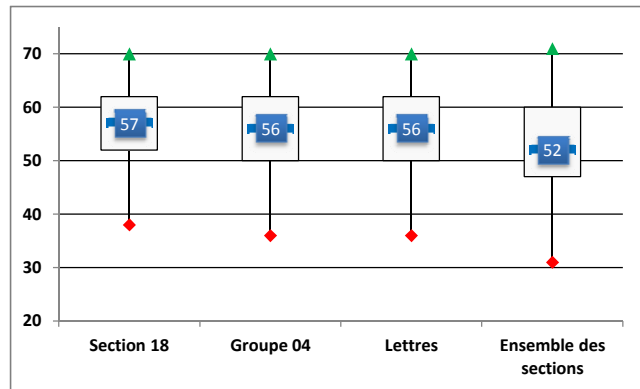 70
60
50
40
30
20
57
56
56
52
Section 18
Groupe 04
Lettres
Ensemble des
sections